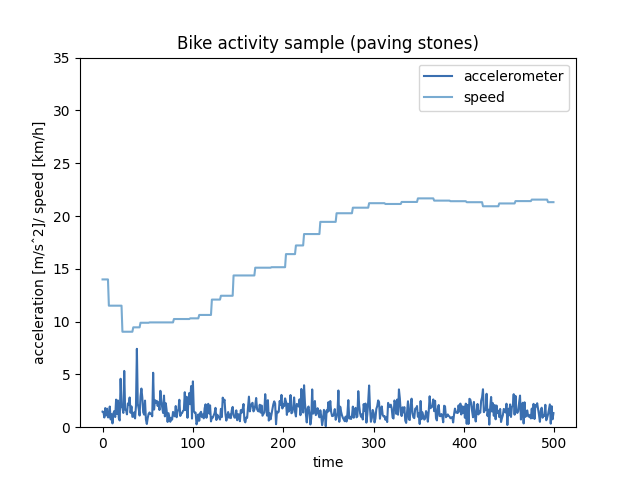 Bike activity sample (paving stones)
accelerometer
speed
acceleration [m/s^2]/ speed [km/h]
35
30
25
20
15
10
5
0
0 100 200 300 400 500
time